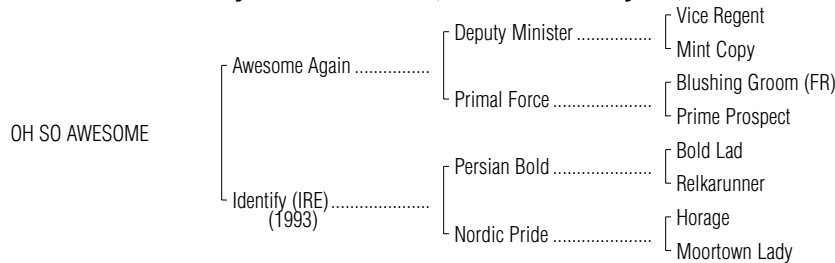 Vice Regent
Deputy Minister ................
Mint Copy
Awesome Again ................
Blushing Groom (FR)
Primal Force .....................
Prime Prospect
OH SO AWESOME
Bold Lad
Persian Bold .....................
Relkarunner
Identify (IRE) .....................
(1993)
Horage
Nordic Pride .....................
Moortown Lady